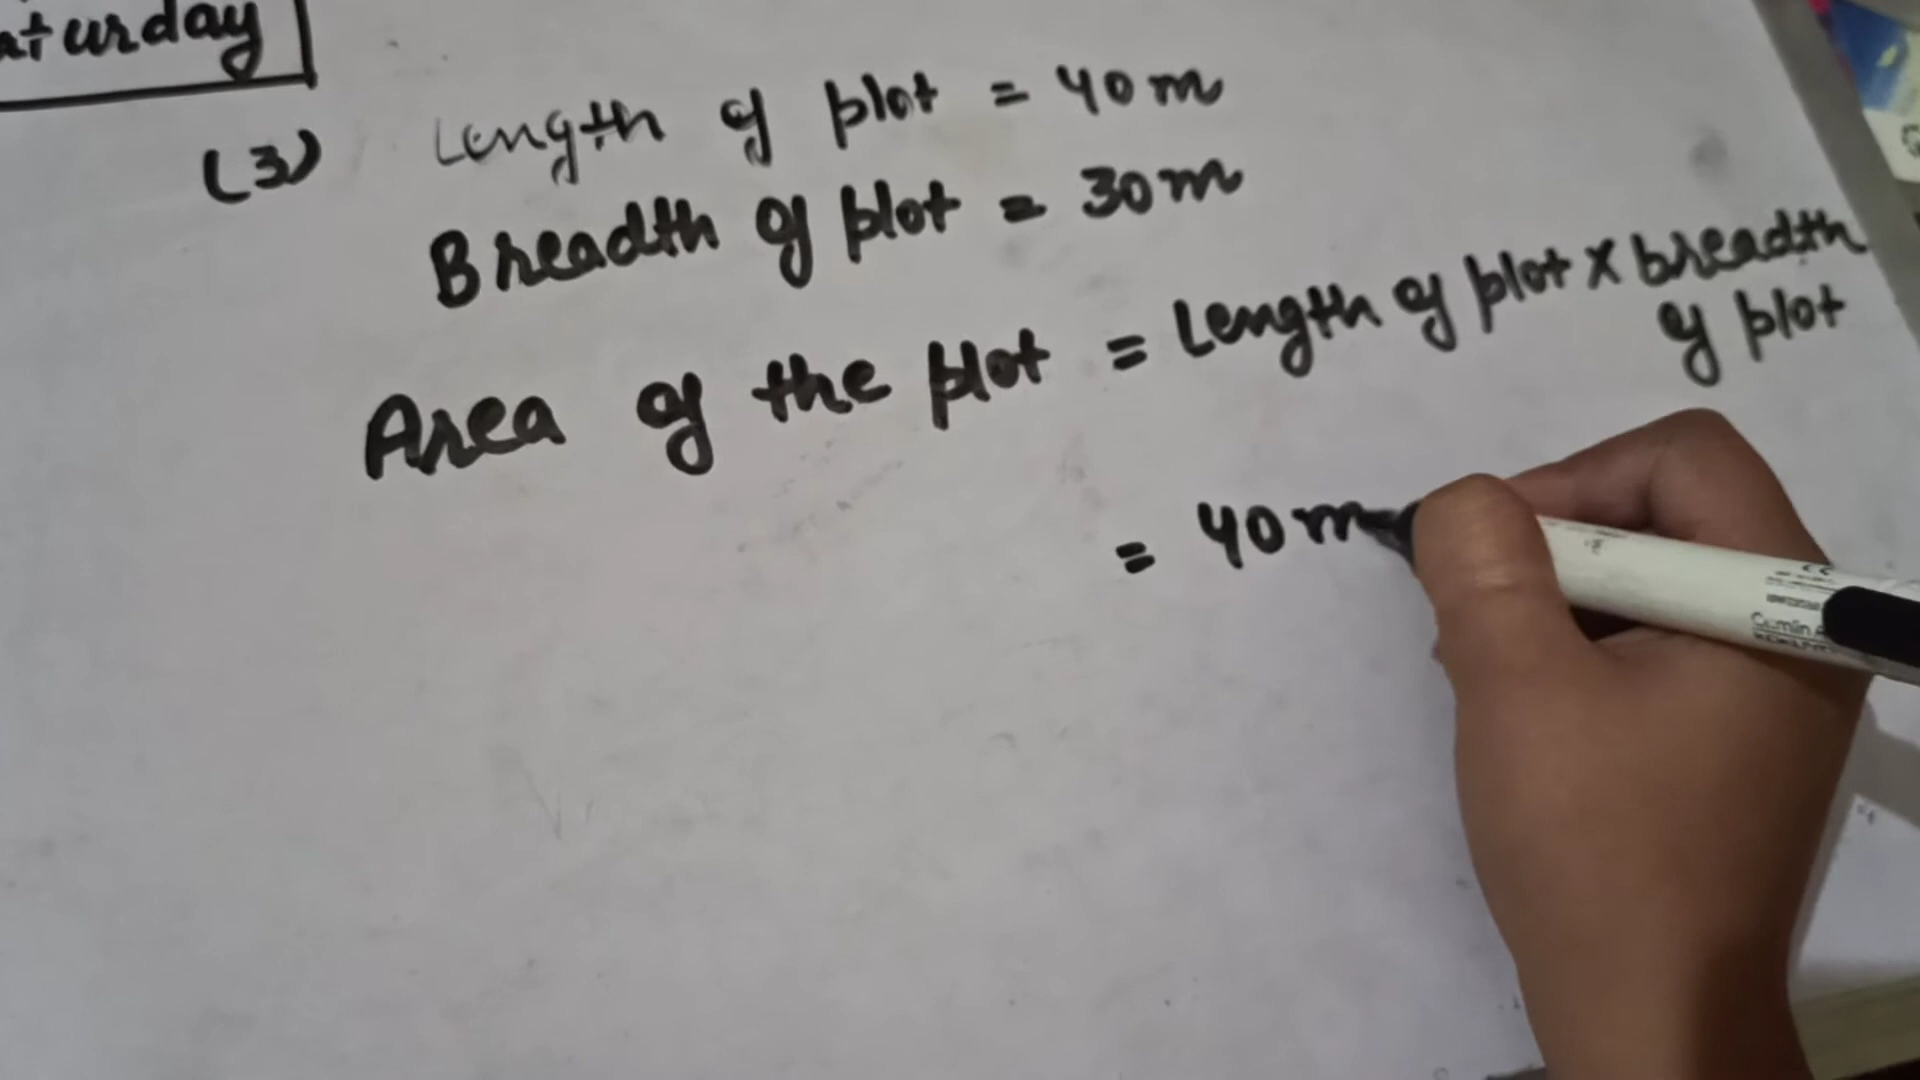 aturday
(3) Length of plot = 40 m
Breadth of plot = 30 m
Area of the plot = Length of plot x breadth
of plot
= 40 m